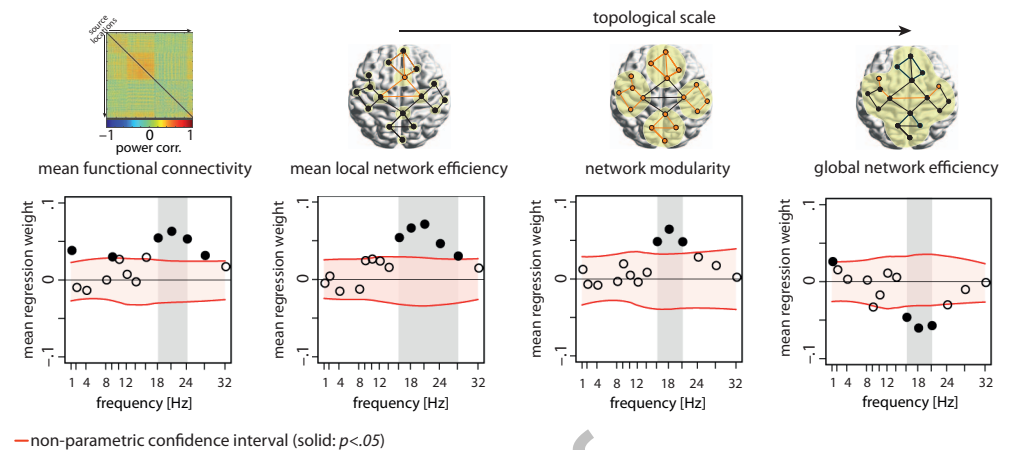 topological scale
source
locations
−1 0 1
power corr.
mean functional connectivity
mean local network efficiency
network modularity
global network efficiency
mean regression weight
.1
0
−.1
1 4 8 12 18 24 32
frequency [Hz]
mean regression weight
.1
0
−.1
1 4 8 12 18 24 32
frequency [Hz]
mean regression weight
.1
0
−.1
1 4 8 12 18 24 32
frequency [Hz]
mean regression weight
.1
0
−.1
1 4 8 12 18 24 32
frequency [Hz]
non-parametric confidence interval (solid: p<.05)